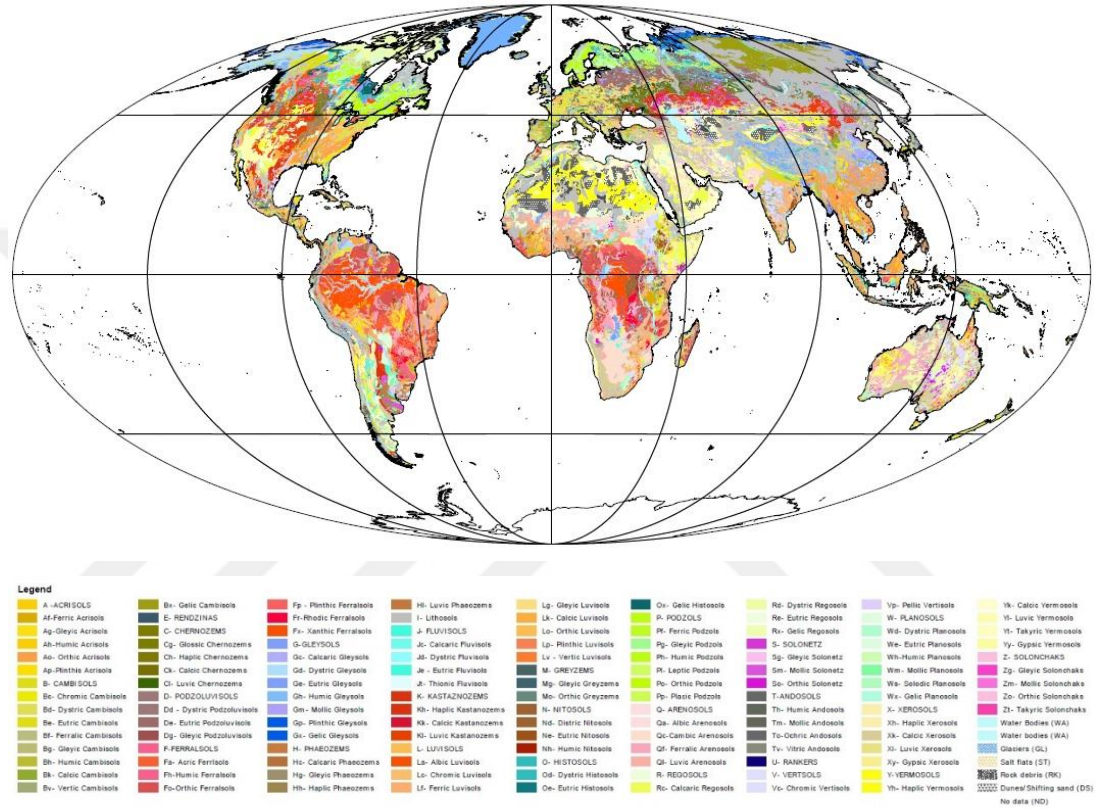 Legend
A -ACRISOLS
Af-Ferric Acrisols
Ag-Gleyic Acrisols
Ah-Humic Acrisols
Ao- Orthic Acrisols
Ap-Plinthic Acrisols
B- CAMBISOLS
Bc- Chromic Cambisols
Bd- Dystric Cambisols
Be- Eutric Cambisols
Bf- Ferralic Cambisols
Bg- Gleyic Cambisols
Bh- Humic Cambisols
Bk- Calcic Cambisols
Bv- Vertic Cambisols
Bx- Gelic Cambisols
E- RENDZINAS
C- CHERNOZEMS
Cg- Glossic Chernozems
Ch- Haplic Chernozems
Ck- Calcic Chernozems
Cl- Luvic Chernozems
D- PODZOLUVISOLS
Dd - Dystric Podzoluvisols
De- Eutric Podzoluvisols
Dg- Gleyic Podzoluvisols
F-FERRALSOLS
Fa- Acric Ferrisols
Fh-Humic Ferralsols
Fo-Orthic Ferralsols
Fp - Plinthic Ferralsols
Fr-Rhodic Ferralsols
Fx- Xanthic Ferralsols
G-GLEYSOLS
Gc- Calcaric Gleysols
Gd- Dystric Gleysols
Ge- Eutric Gleysols
Gh- Humic Gleysols
Gm- Mollic Gleysols
Gp- Plinthic Gleysols
Gx- Gelic Gleysols
H- PHAEOZEMS
Hc- Calcaric Phaeozems
Hg- Gleyic Phaeozems
Hh- Haplic Phaeozems
Hl- Luvic Phaeozems
I- Lithosols
J- FLUVISOLS
Jc- Calcaric Fluvisols
Jd- Dystric Fluvisols
Je - Eutric Fluvisols
Jt- Thionic Fluvisols
K- KASTAZNOZEMS
Kh- Haplic Kastanozems
Kk- Calcic Kastanozems
Kl- Luvic Kastanozems
L- LUVISOLS
La- Albic Luvisols
Lc- Chromic Luvisols
Lf- Ferric Luvisols
Lg- Gleyic Luvisols
Lk- Calcic Luvisols
Lo- Orthic Luvisols
Lp- Plinthic Luvisols
Lv - Vertic Luvisols
M- GREYZEMS
Mg- Gleyic Greyzems
Mo- Orthic Greyzems
N- NITOSOLS
Nd- Distric Nitosols
Ne- Eutric Nitosols
Nh- Humic Nitosols
O- HISTOSOLS
Od- Dystric Histosols
Oe- Eutric Histosols
Ox- Gelic Histosols
P- PODZOLS
Pf- Ferric Podzols
Pg- Gleyic Podzols
Ph- Humic Podzols
Pl- Leptic Podzols
Po- Orthic Podzols
Pp- Plasic Podzols
Q- ARENOSOLS
Qa- Albic Arenosols
Qc-Cambic Arenosols
Qf- Ferralic Arenosols
Ql- Luvic Arenosols
R- REGOSOLS
Rc- Calcaric Regosols
Rd- Dystric Regosols
Re- Eutric Regosols
Rx- Gelic Regosols
S- SOLONETZ
Sg- Gleyic Solonetz
Sm - Mollic Solonetz
So- Orthic Solonetz
T-ANDOSOLS
Th- Humic Andosols
Tm - Mollic Andosols
To- Ochric Andosols
Tv- Vitric Andosols
U- RANKERS
V- VERTSOLS
Vc- Chromic Vertisols
Vp- Pellic Vertisols
W- PLANOSOLS
Wd- Dystric Planosols
We- Eutric Planosols
Wh-Humic Planosols
Wm - Mollic Planosols
Ws- Solodic Planosols
Wx- Gelic Planosols
X- XEROSOLS
Xh- Haplic Xerosols
Xk- Calcic Xerosols
Xl- Luvic Xerosols
Xy- Gypsic Xerosols
Y-YERMOSOLS
Yh- Haplic Yermosols
Yk- Calcic Yermosols
Yl- Luvic Yermosols
Yt- Takyric Yermosols
Yy- Gypsic Yermosols
Z- SOLONCHAKS
Zg- Gleyic Solonchaks
Zm- Mollic Solonchaks
Zo- Orthic Solonchaks
Zt- Takyric Solonchaks
Water Bodies (WA)
Water bodies (WA)
Glaciers (GL)
Salt flats (ST)
Rock debris (RK)
Dunes/Shifting sand (DS)
No data (ND)